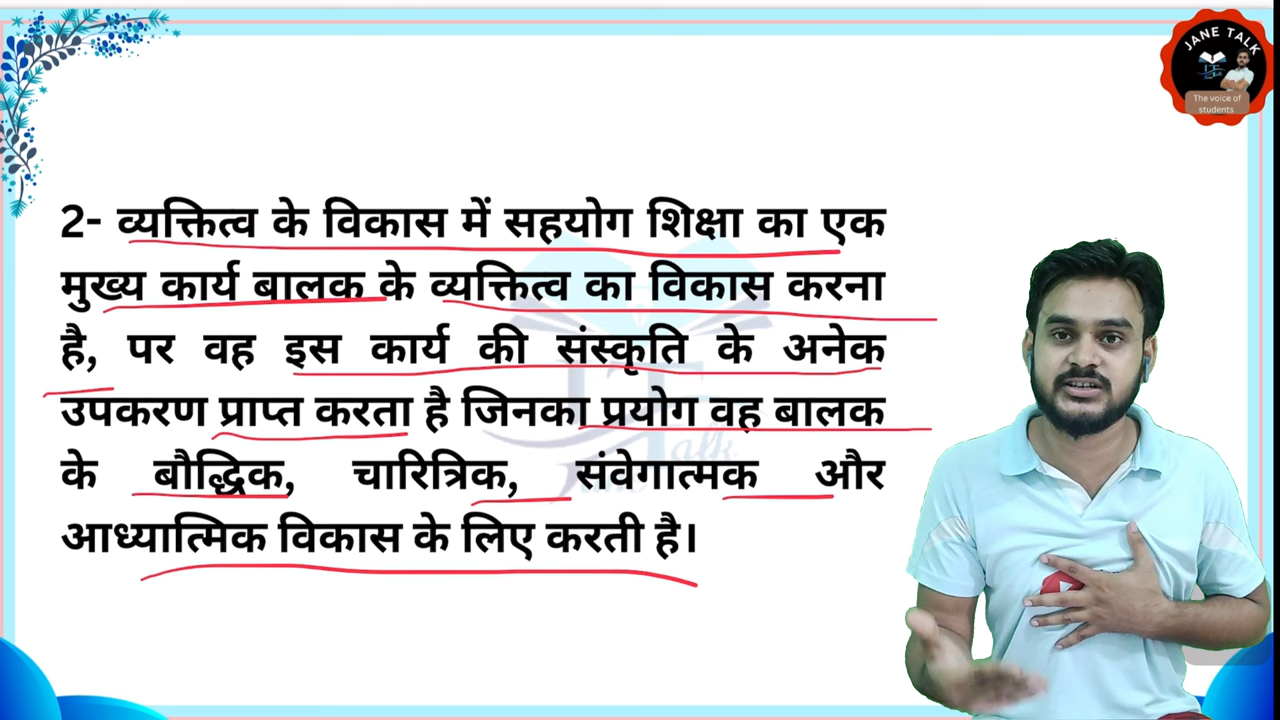 JANE TALK
The voice of
students
2- व्यक्तित्व के विकास में सहयोग शिक्षा का एक
मुख्य कार्य बालक के व्यक्तित्व का विकास करना
है, पर वह इस कार्य की संस्कृति के अनेक
उपकरण प्राप्त करता है जिनका प्रयोग वह बालक
के बौद्धिक, चारित्रिक, संवेगात्मक और
आध्यात्मिक विकास के लिए करती है।